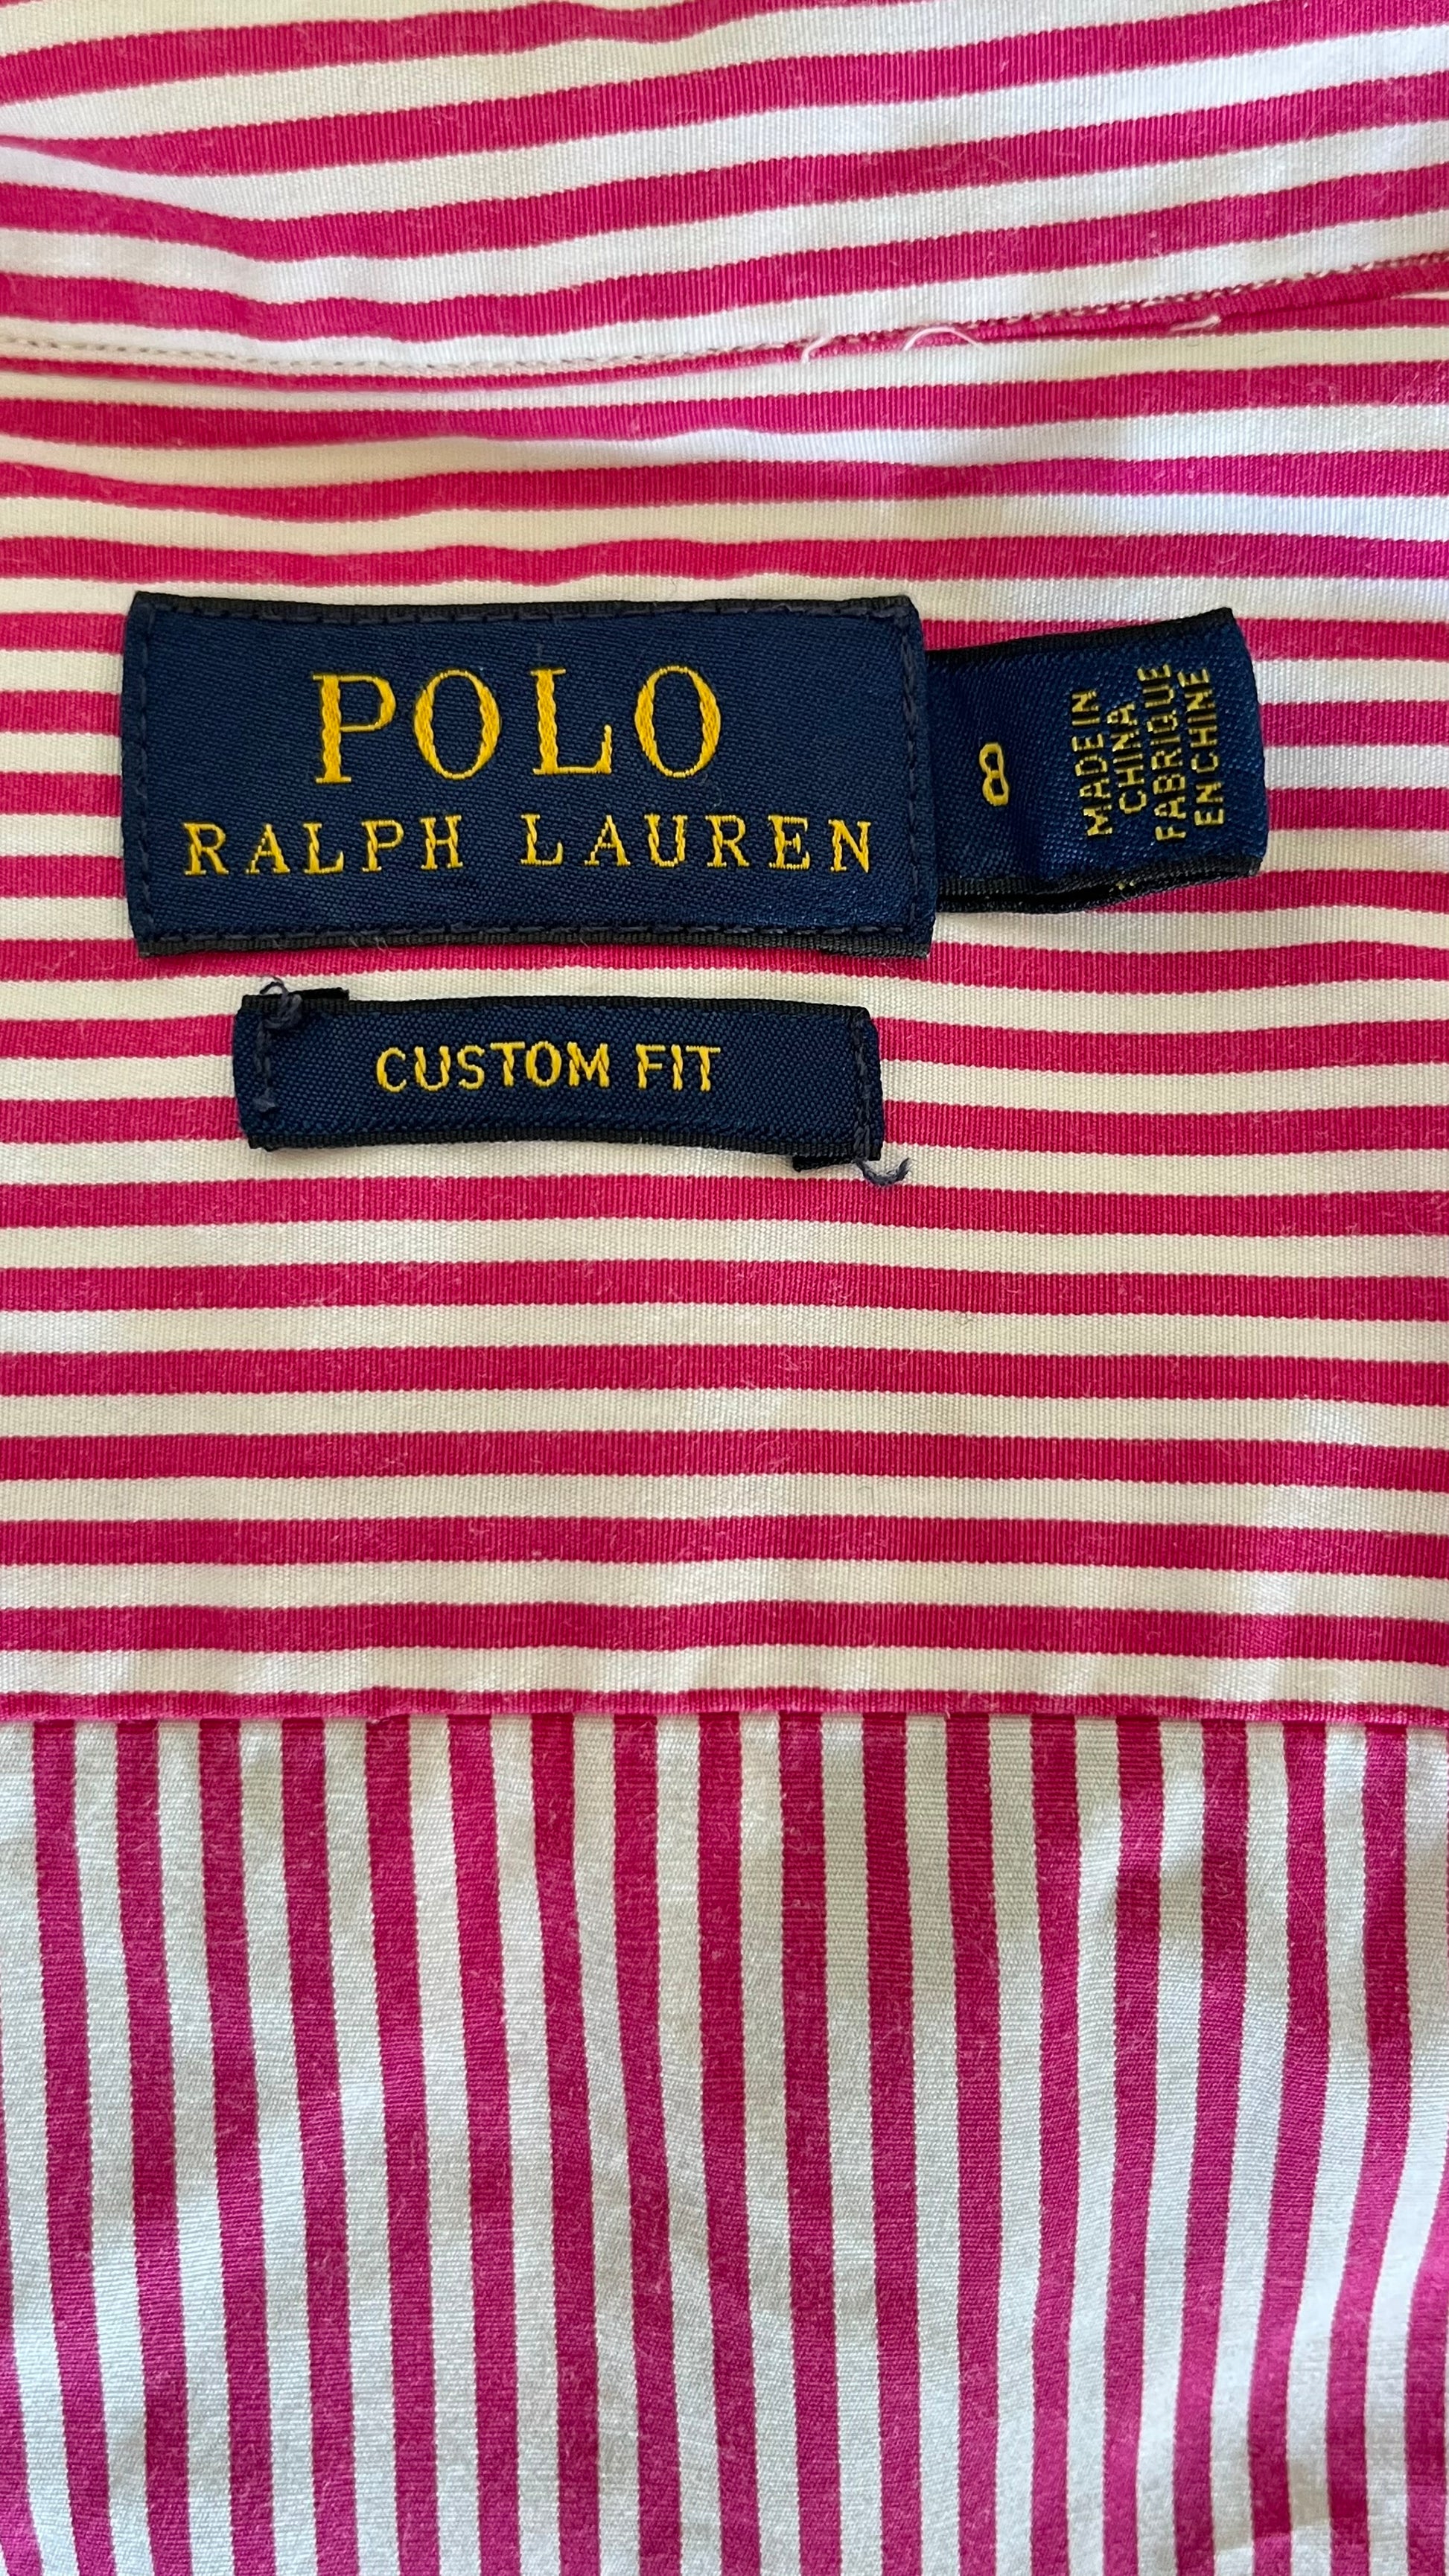 POLO
RALPH LAUREN
8
MADE IN
CHINA
FABRIQUE
EN CHINE
CUSTOM FIT